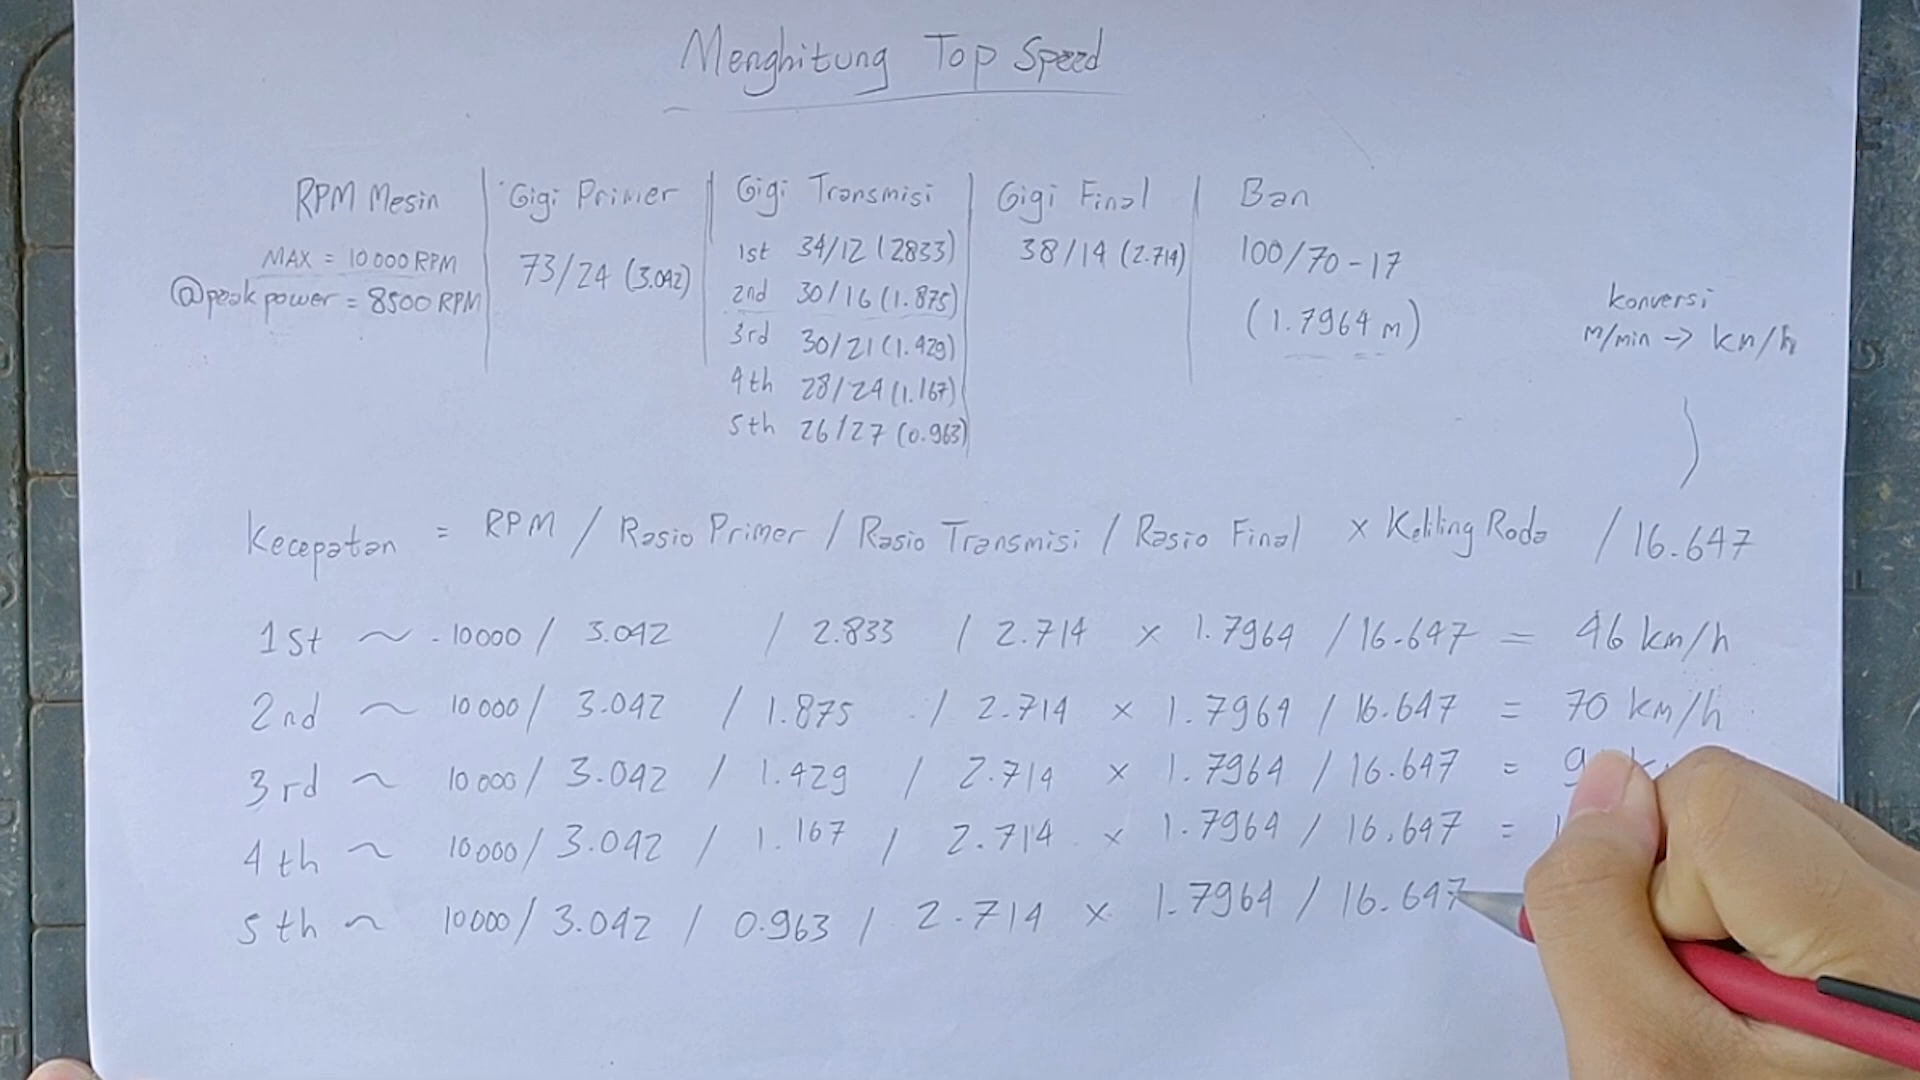 Menghitung Top Speed
RPM Mesin
MAX = 10000 RPM
@peak power = 8500 RPM
Gigi Primer
73/24 (3.042)
Gigi Transmisi
1st 34/12 (2833)
2nd 30/16 (1.875)
3rd 30/21 (1.429)
4th 28/24 (1.167)
5th 26/27 (0.963)
Gigi Final
38/14 (2.714)
Ban
100/70-17
(1.7964 m)
konversi
m/min -> km/h
Kecepatan = RPM / Rasio Primer / Rasio Transmisi / Rasio Final x Keliling Roda / 16.647
1st ~ 10000 / 3.042 / 2.833 / 2.714 x 1.7964 / 16.647 = 46 km/h
2nd ~ 10000 / 3.042 / 1.875 / 2.714 x 1.7964 / 16.647 = 70 km/h
3rd ~ 10000 / 3.042 / 1.429 / 2.714 x 1.7964 / 16.647 = 9
4th ~ 10000 / 3.042 / 1.167 / 2.714 x 1.7964 / 16.647 = 1
5th ~ 10000 / 3.042 / 0.963 / 2.714 x 1.7964 / 16.647